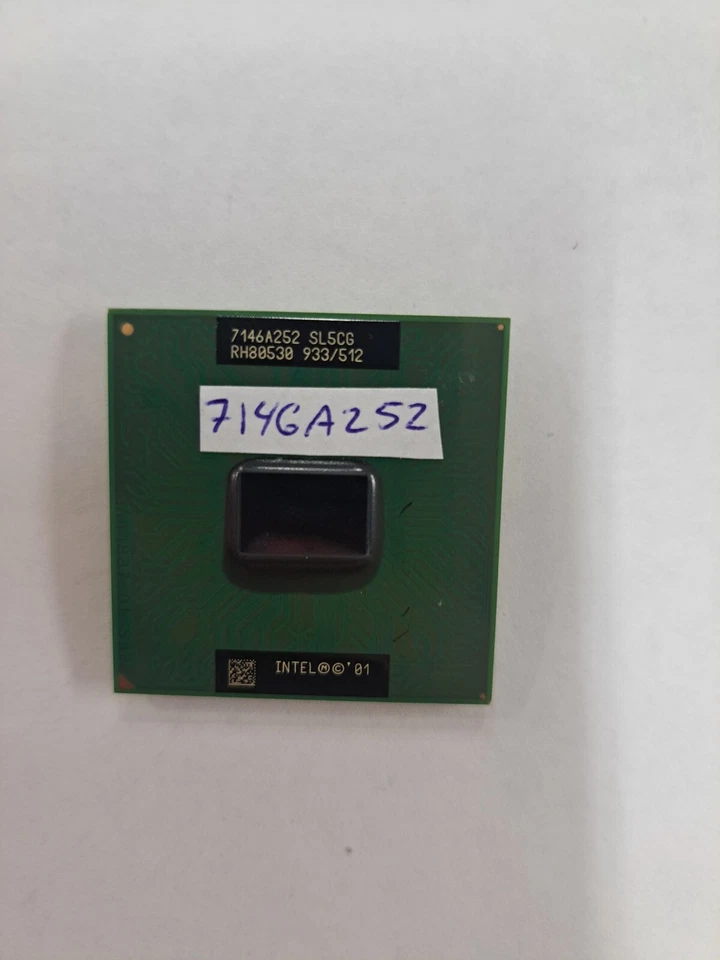 7146A252 SL5CG
RH80530 933/512
7146A252
INTEL Ⓜ©'01